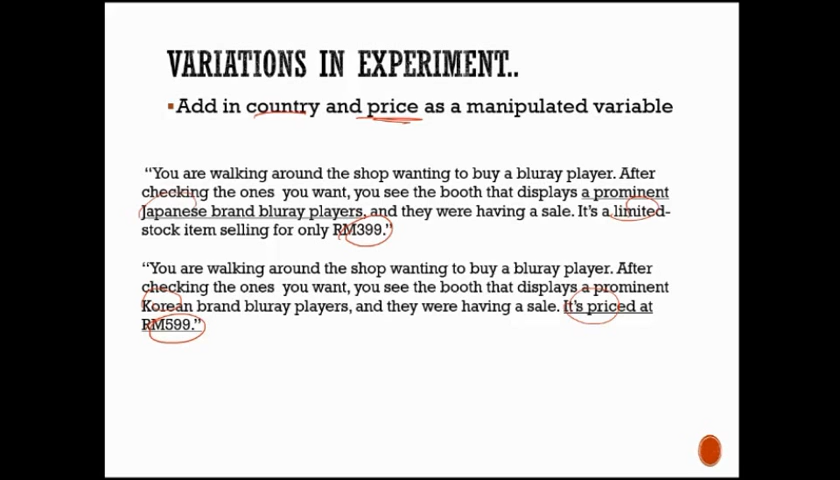 VARIATIONS IN EXPERIMENT..
▪Add in country and price as a manipulated variable
“You are walking around the shop wanting to buy a bluray player. After
checking the ones you want, you see the booth that displays a prominent
Japanese brand bluray players, and they were having a sale. It's a limited-
stock item selling for only RM399.”
“You are walking around the shop wanting to buy a bluray player. After
checking the ones you want, you see the booth that displays a prominent
Korean brand bluray players, and they were having a sale. It's priced at
RM599.”